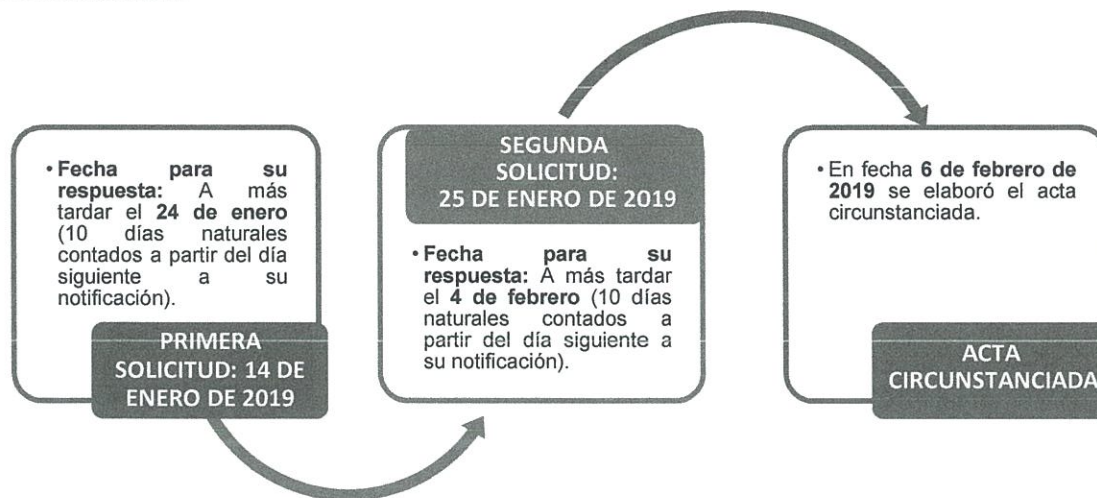 • Fecha para su
respuesta: A más
tardar el 24 de enero
(10 días naturales
contados a partir del día
siguiente a su
notificación).
PRIMERA
SOLICITUD: 14 DE
ENERO DE 2019
SEGUNDA
SOLICITUD:
25 DE ENERO DE 2019
• Fecha para su
respuesta: A más tardar
el 4 de febrero (10 días
naturales contados a
partir del día siguiente a
su notificación).
• En fecha 6 de febrero de
2019 se elaboró el acta
circunstanciada.
ACTA
CIRCUNSTANCIADA